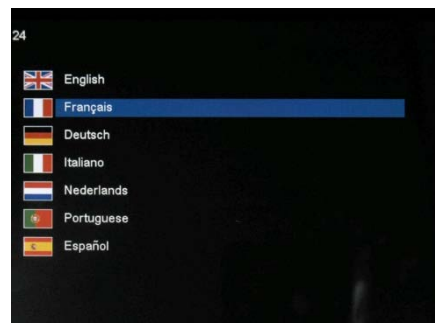 24
English
Français
Deutsch
Italiano
Nederlands
Portuguese
Español